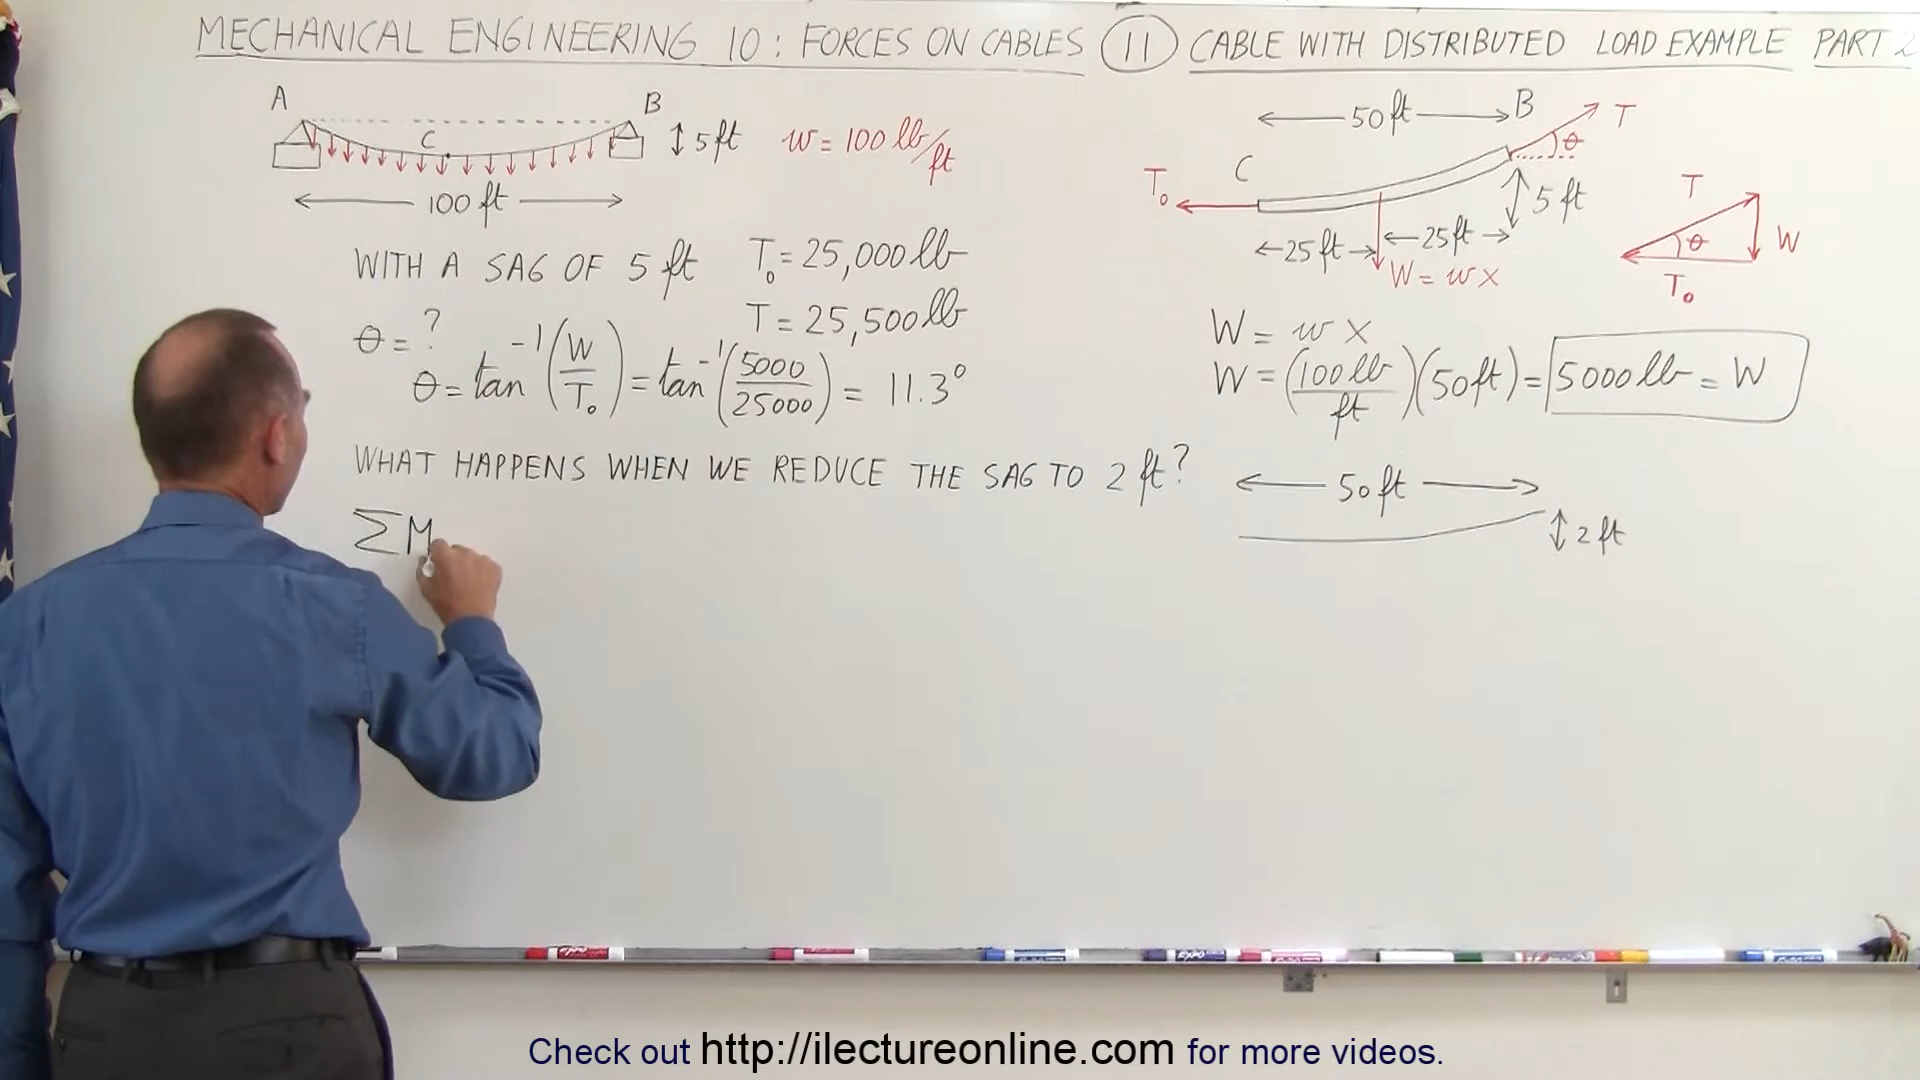 MECHANICAL ENGINEERING 10: FORCES ON CABLES (11) CABLE WITH DISTRIBUTED LOAD EXAMPLE PART 2
A
B
C
5 ft
w = 100 lb/ft
100 ft
WITH A SAG OF 5 ft
T₀ = 25,000 lb
T = 25,500 lb
θ = ?
θ = tan⁻¹(W/T₀) = tan⁻¹(5000/25000) = 11.3°
WHAT HAPPENS WHEN WE REDUCE THE SAG TO 2 ft?
ΣM
50 ft
B
T
θ
C
T₀
5 ft
25 ft
25 ft
W = wx
T
θ
W
T₀
W = wx
W = (100 lb/ft)(50 ft) = 5000 lb = W
50 ft
2 ft
Check out http://ilectureonline.com for more videos.